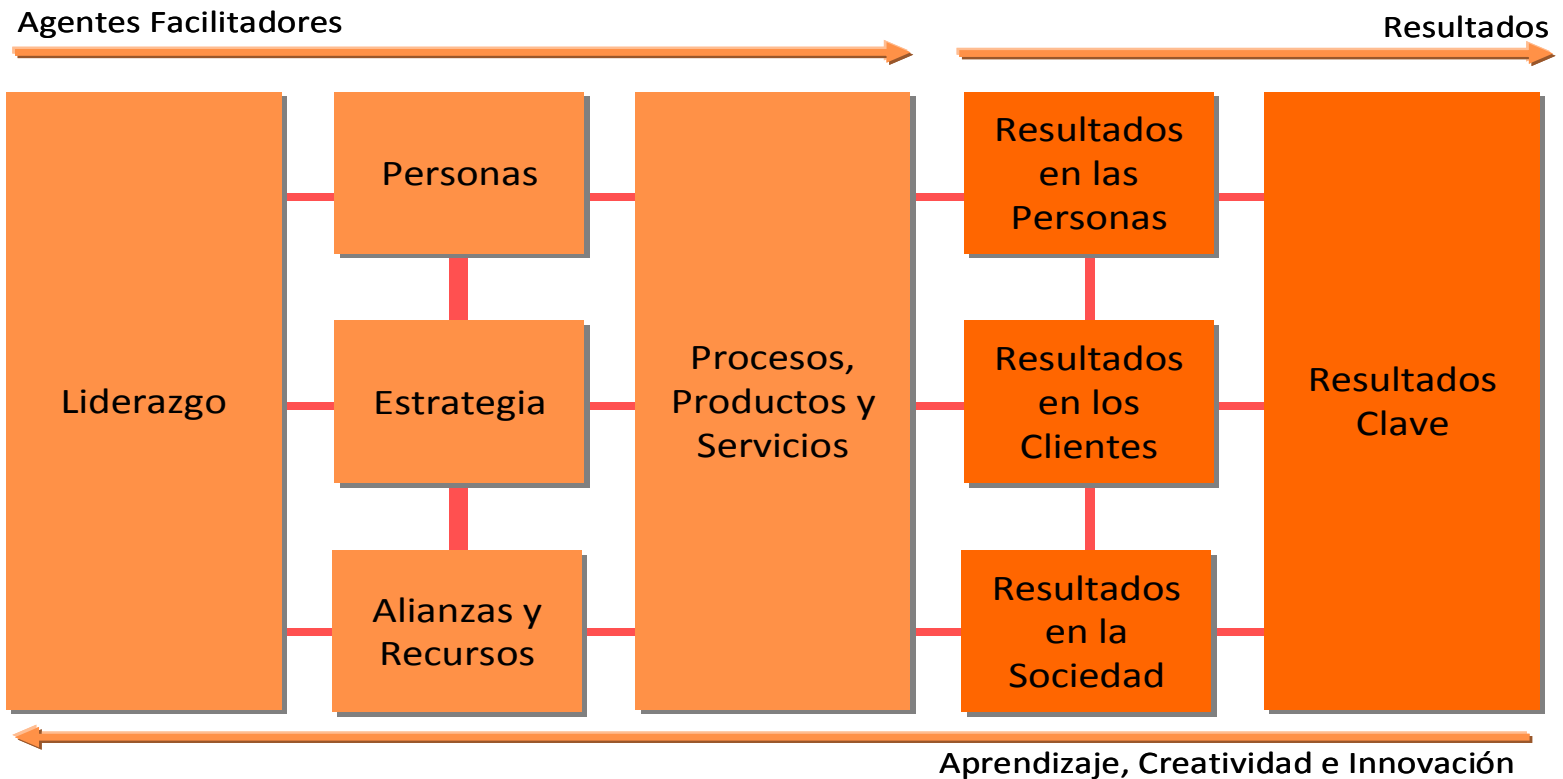 Agentes Facilitadores
Resultados
Liderazgo
Personas
Estrategia
Alianzas y
Recursos
Procesos,
Productos y
Servicios
Resultados
en las
Personas
Resultados
en los
Clientes
Resultados
en la
Sociedad
Resultados
Clave
Aprendizaje, Creatividad e Innovación